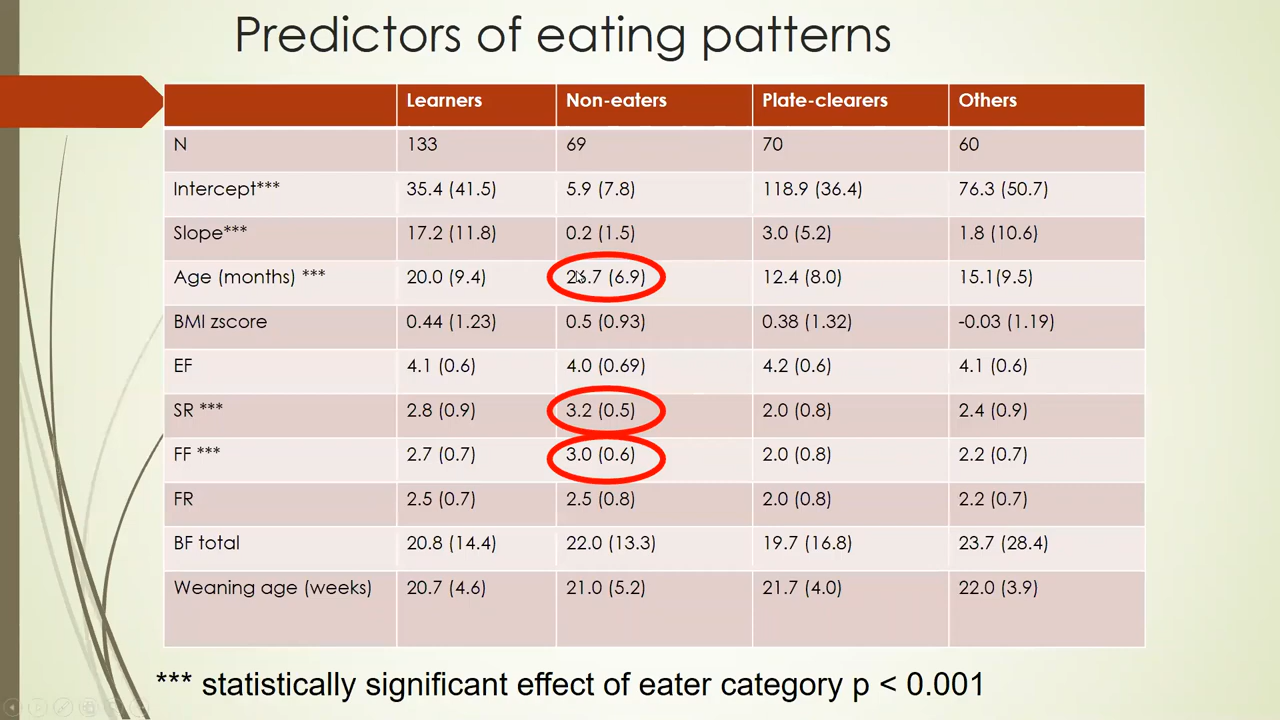 Predictors of eating patterns
Learners Non-eaters Plate-clearers Others
N 133 69 70 60
Intercept*** 35.4 (41.5) 5.9 (7.8) 118.9 (36.4) 76.3 (50.7)
Slope*** 17.2 (11.8) 0.2 (1.5) 3.0 (5.2) 1.8 (10.6)
Age (months) *** 20.0 (9.4) (6.9) 12.4 (8.0) 15.1(9.5)
BMI zscore 0.44 (1.23) 0.5 (0.93) 0.38 (1.32) -0.03 (1.19)
EF 4.1 (0.6) 4.0 (0.69) 4.2 (0.6) 4.1 (0.6)
SR *** 2.8 (0.9) 3.2 (0.5) 2.0 (0.8) 2.4 (0.9)
FF *** 2.7 (0.7) 3.0 (0.6) 2.0 (0.8) 2.2 (0.7)
FR 2.5 (0.7) 2.5 (0.8) 2.0 (0.8) 2.2 (0.7)
BF total 20.8 (14.4) 22.0 (13.3) 19.7 (16.8) 23.7 (28.4)
Weaning age (weeks) 20.7 (4.6) 21.0 (5.2) 21.7 (4.0) 22.0 (3.9)
*** statistically significant effect of eater category p < 0.001